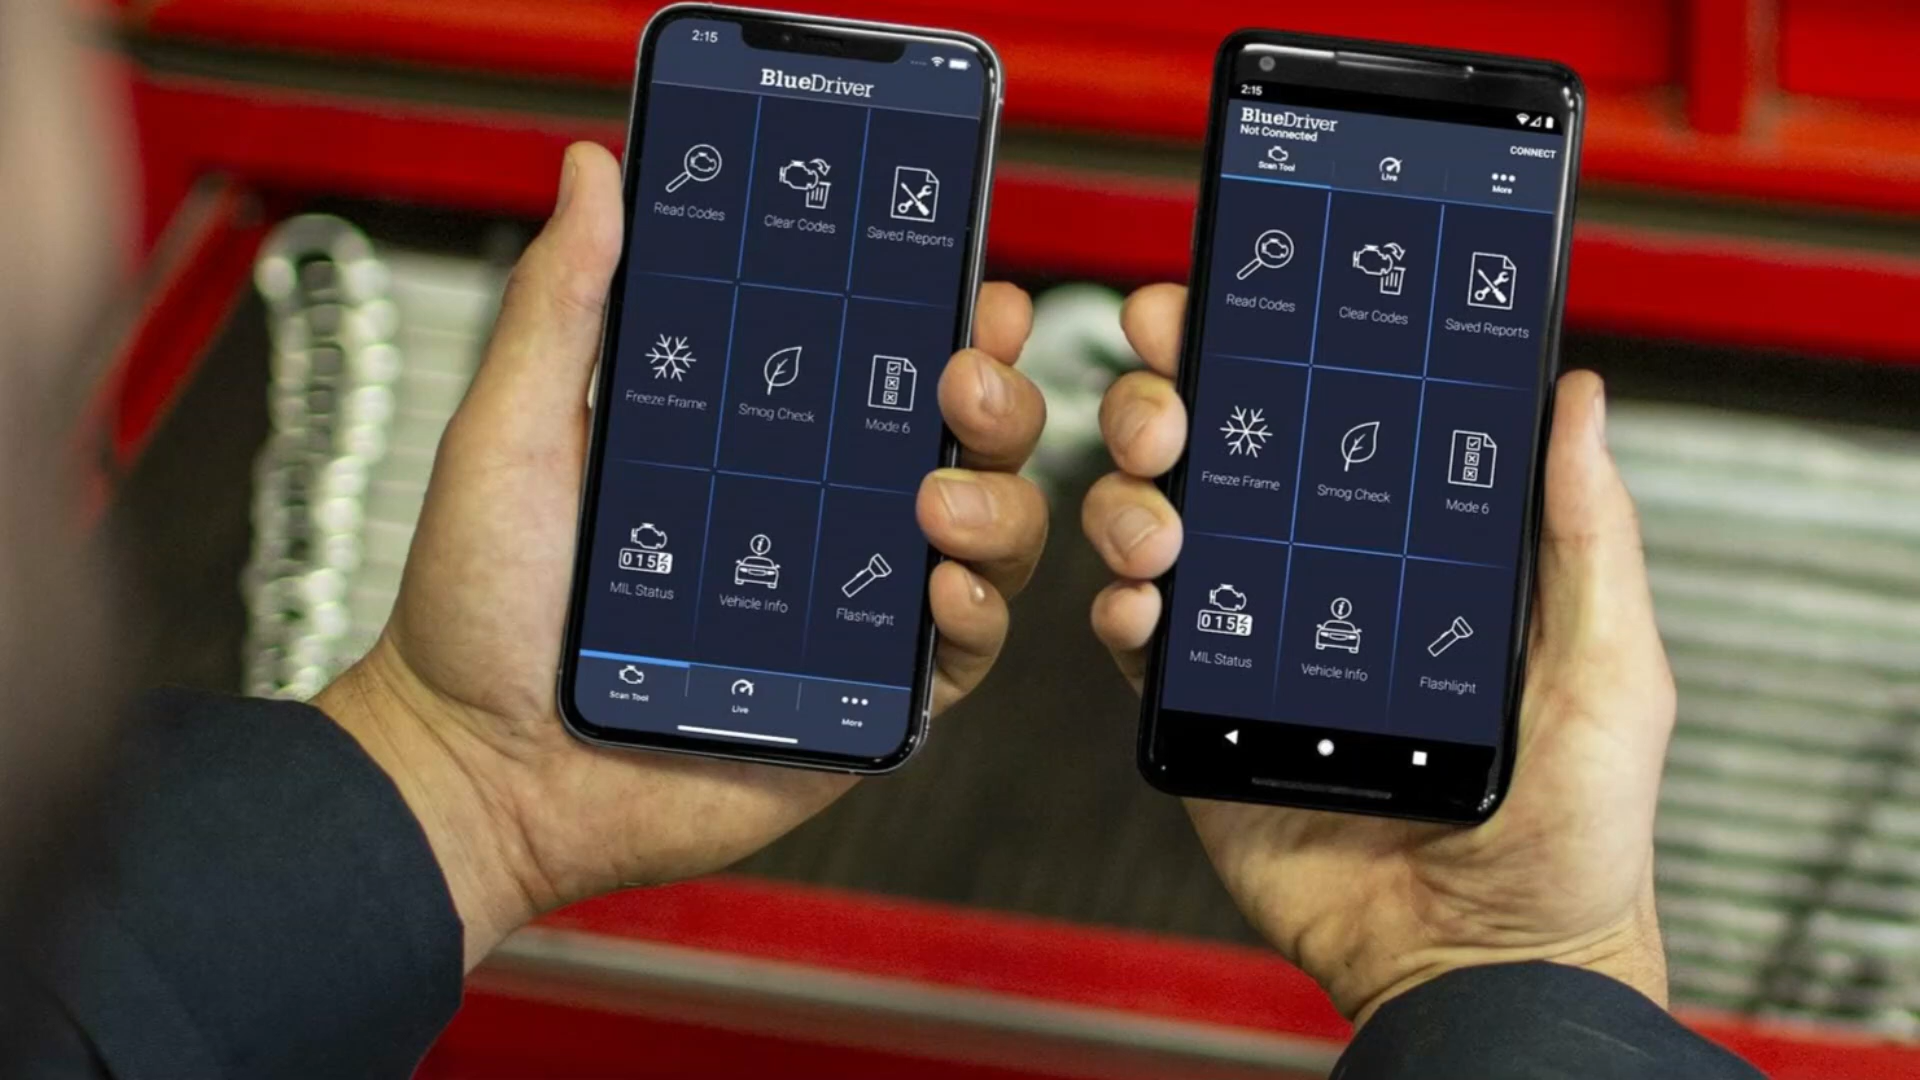 2:15
BlueDriver
Read Codes
Clear Codes
Saved Reports
Freeze Frame
Smog Check
Mode 6
015
MIL Status
Vehicle Info
Flashlight
Scan Tool
Live
More
2:15
BlueDriver
Not Connected
CONNECT
Scan Tool
Live
More
Read Codes
Clear Codes
Saved Reports
Freeze Frame
Smog Check
Mode 6
015
MIL Status
Vehicle Info
Flashlight